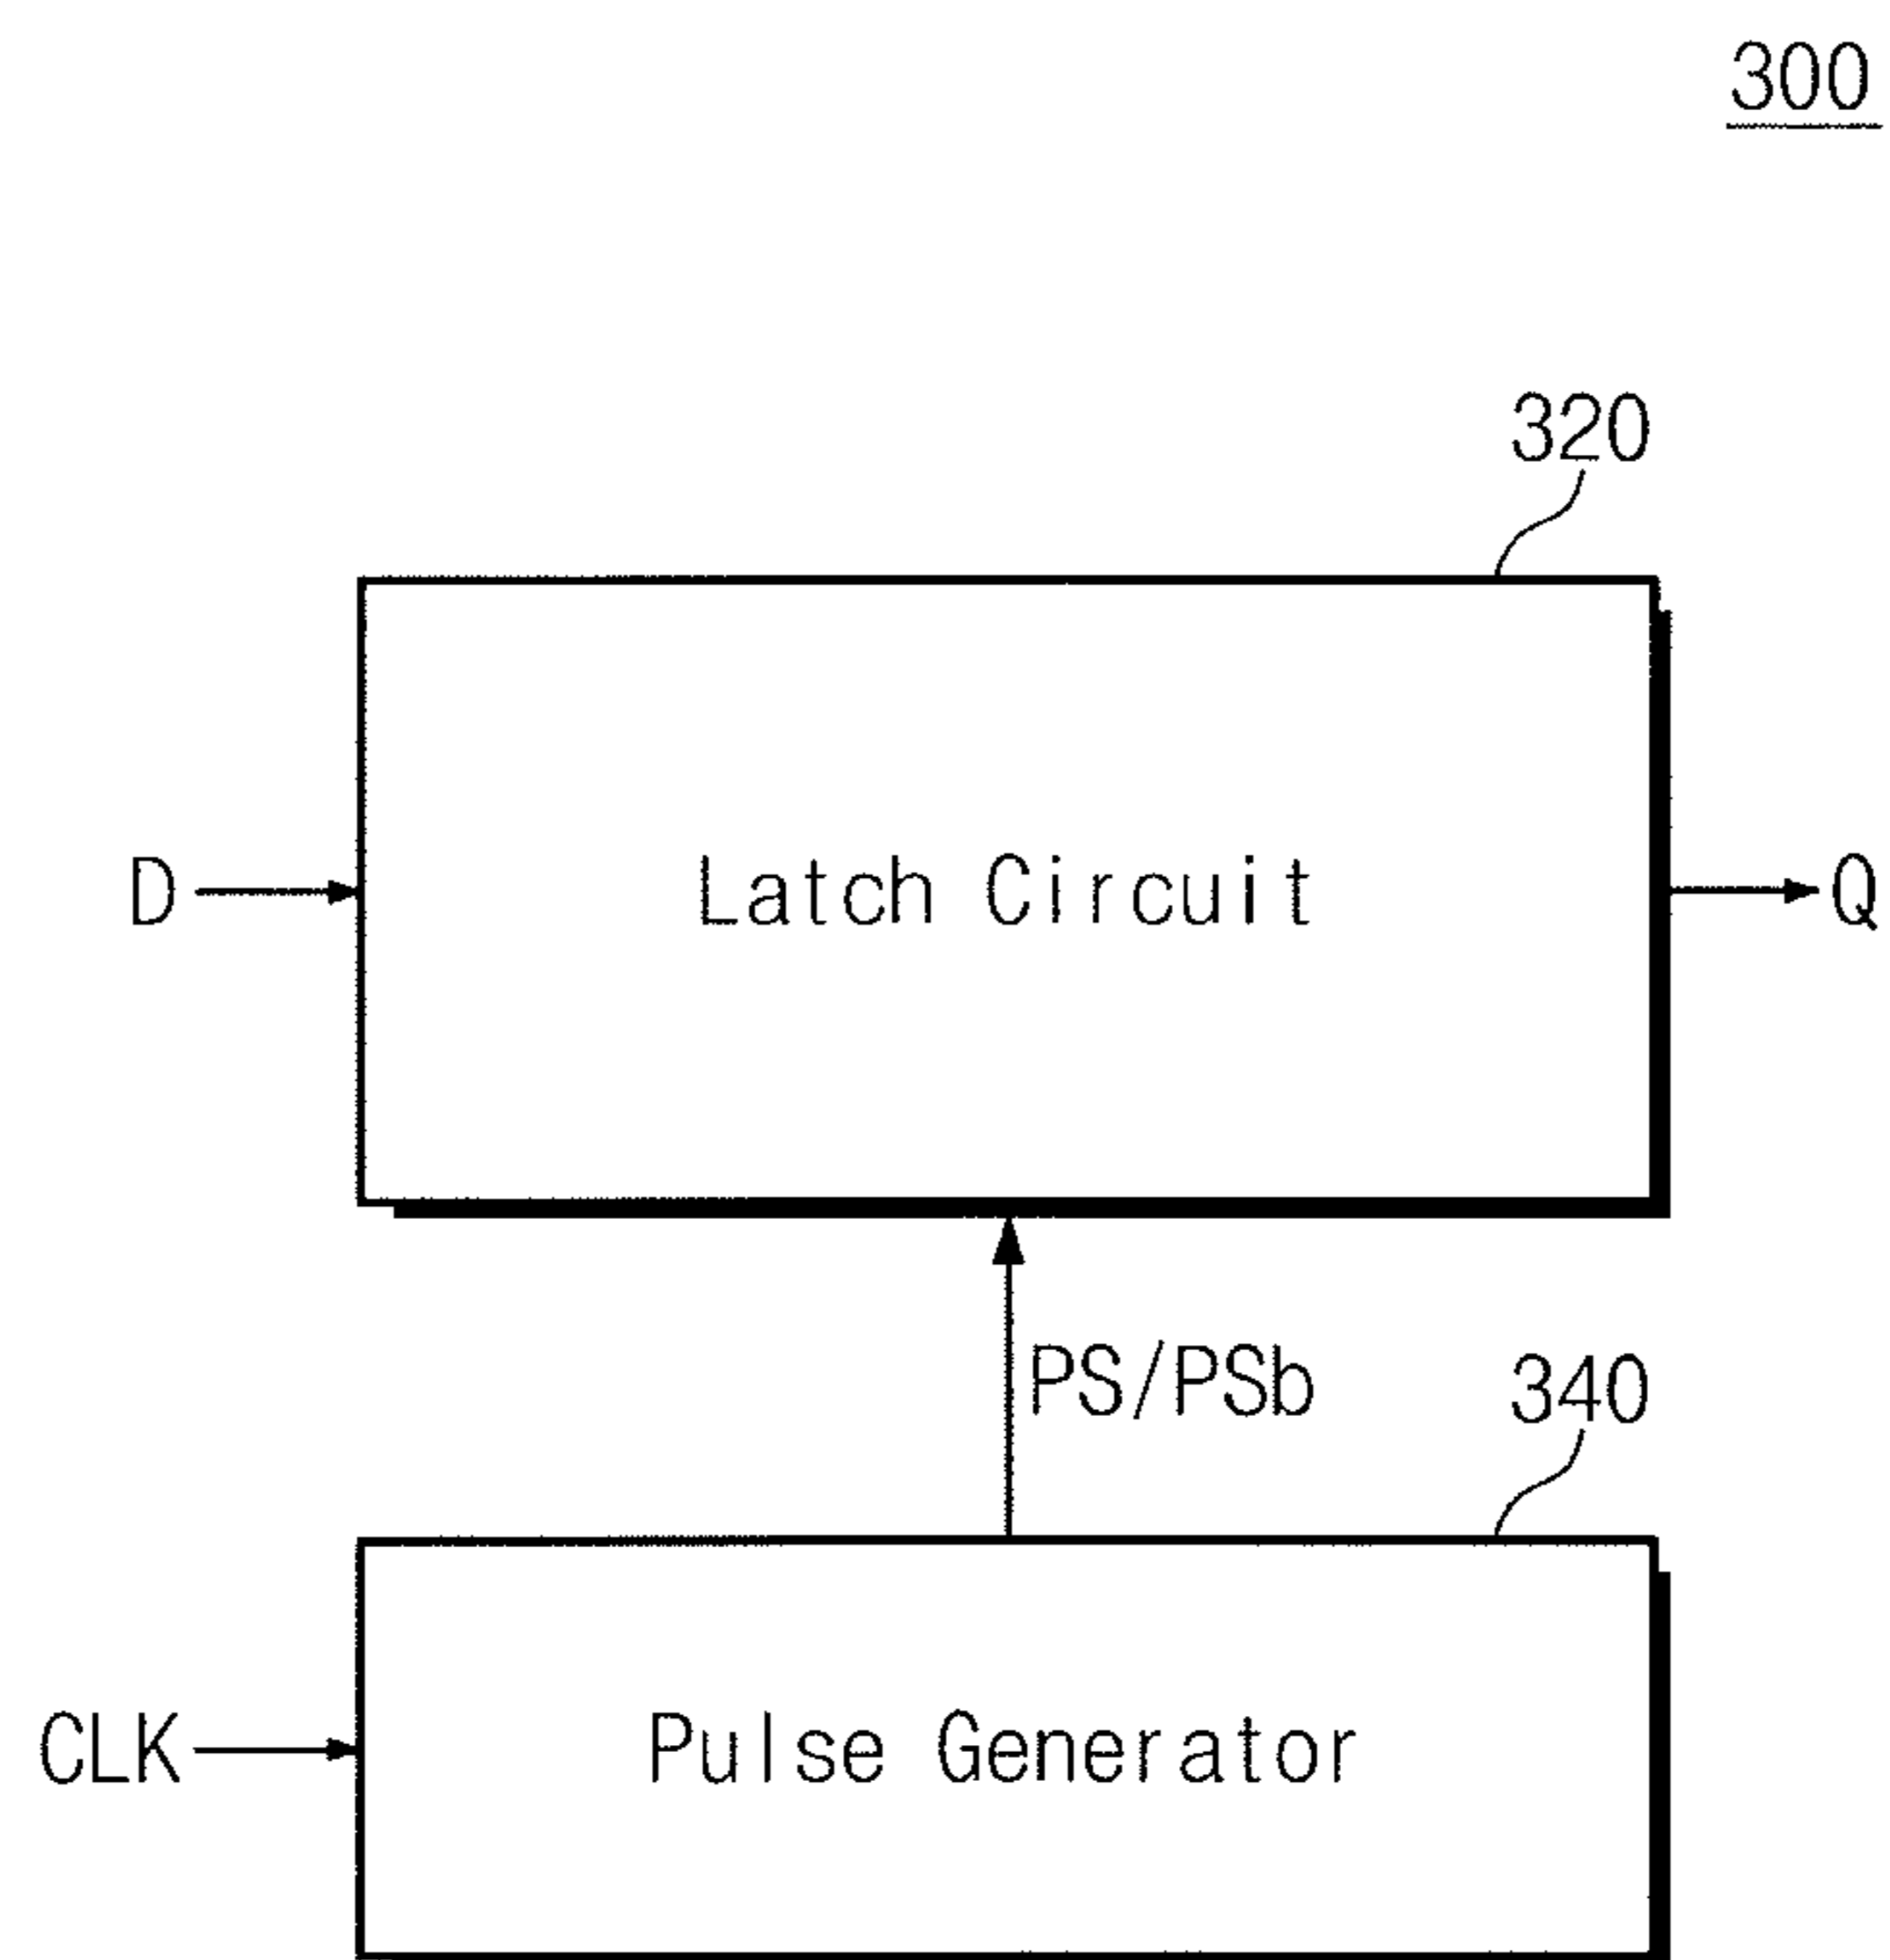 300
320
D
Latch Circuit
Q
PS/PSb
340
CLK
Pulse Generator